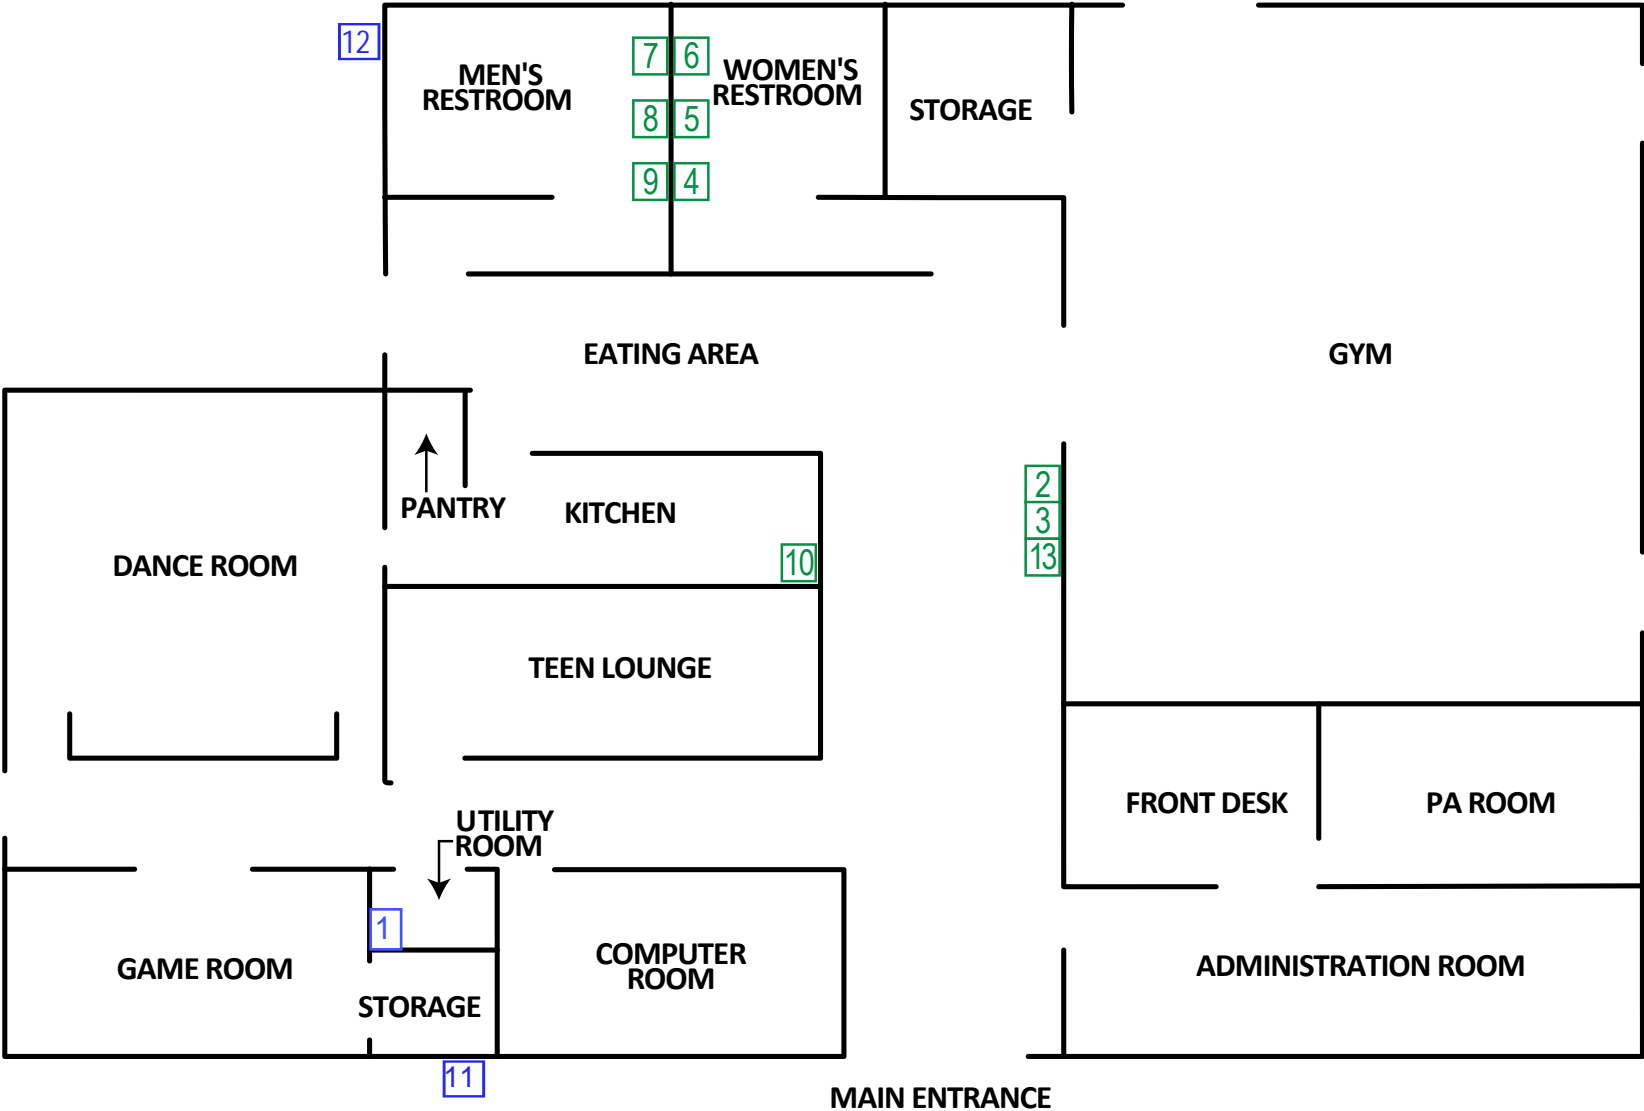 12
7
6
MEN'S
RESTROOM
WOMEN'S
RESTROOM
8
5
STORAGE
9
4
EATING AREA
GYM
2
3
13
PANTRY
KITCHEN
10
DANCE ROOM
TEEN LOUNGE
FRONT DESK
PA ROOM
UTILITY
ROOM
1
GAME ROOM
COMPUTER
ROOM
ADMINISTRATION ROOM
STORAGE
11
MAIN ENTRANCE